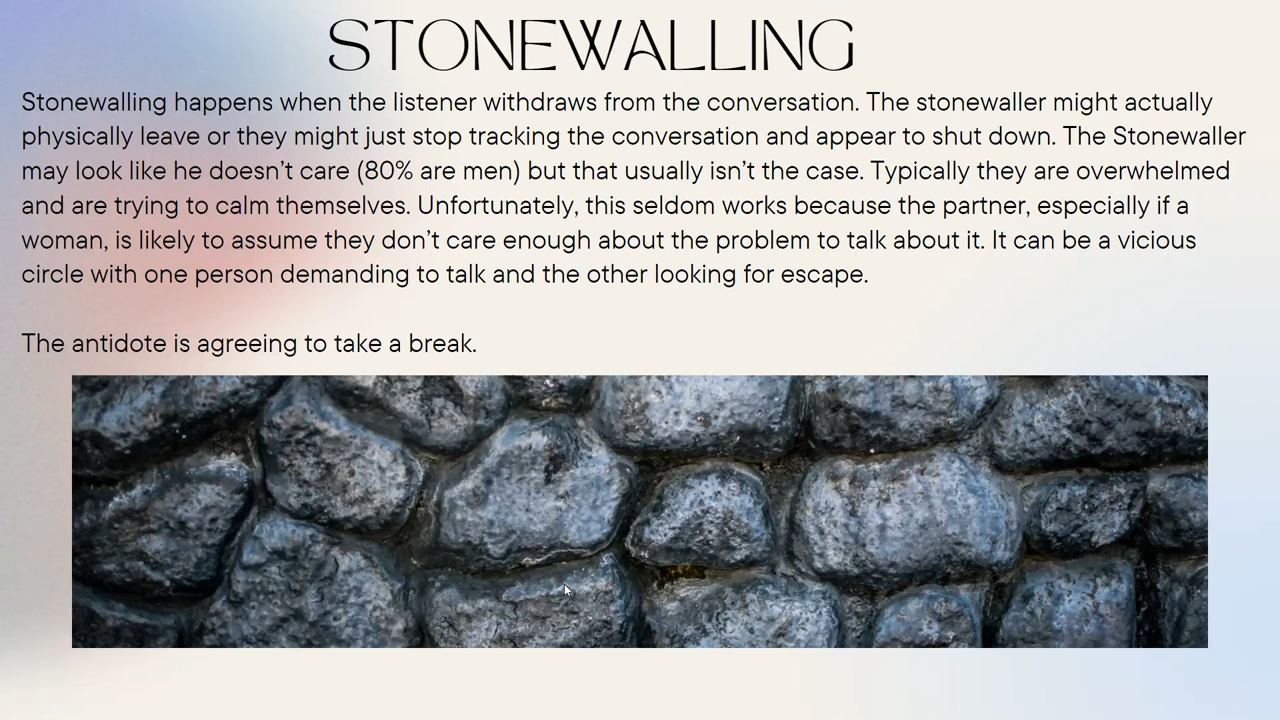 STONEWALLING
Stonewalling happens when the listener withdraws from the conversation. The stonewaller might actually
physically leave or they might just stop tracking the conversation and appear to shut down. The Stonewaller
may look like he doesn’t care (80% are men) but that usually isn’t the case. Typically they are overwhelmed
and are trying to calm themselves. Unfortunately, this seldom works because the partner, especially if a
woman, is likely to assume they don’t care enough about the problem to talk about it. It can be a vicious
circle with one person demanding to talk and the other looking for escape.
The antidote is agreeing to take a break.